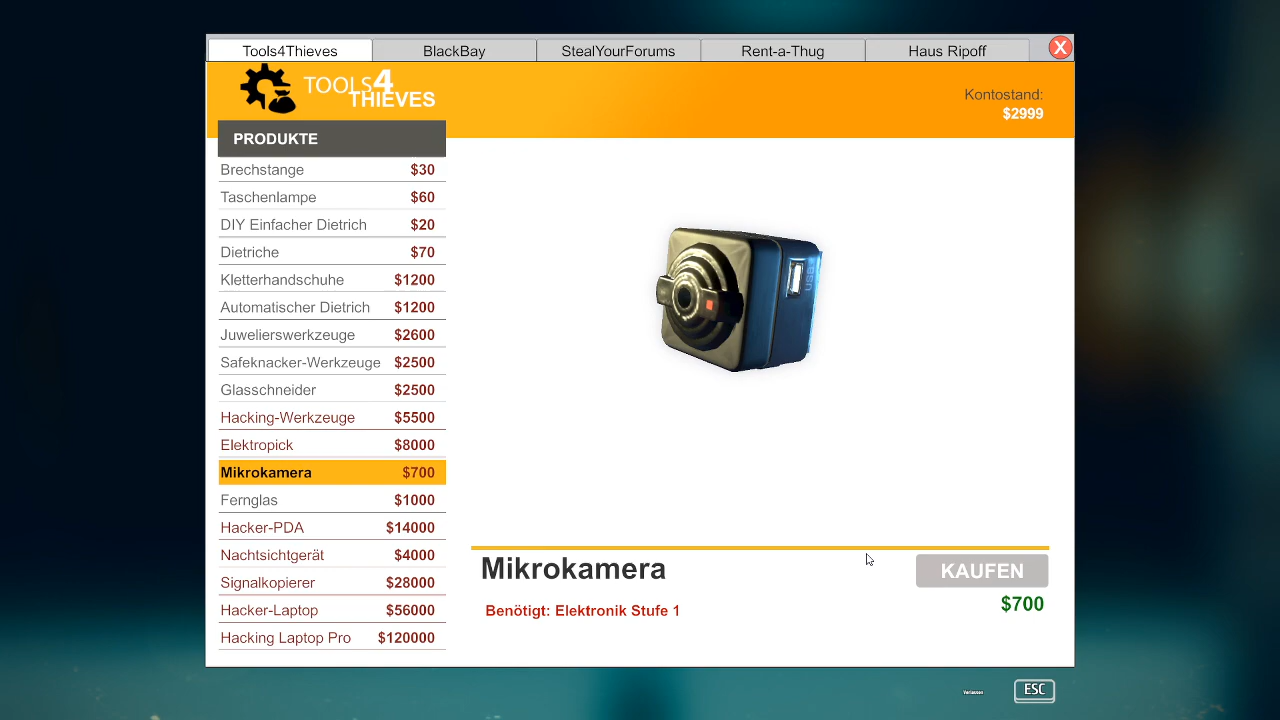 Tools4Thieves
BlackBay
StealYourForums
Rent-a-Thug
Haus Ripoff
X
TOOLS4
THIEVES
Kontostand:
$2999
PRODUKTE
Brechstange $30
Taschenlampe $60
DIY Einfacher Dietrich $20
Dietriche $70
Kletterhandschuhe $1200
Automatischer Dietrich $1200
Juwelierswerkzeuge $2600
Safeknacker-Werkzeuge $2500
Glasschneider $2500
Hacking-Werkzeuge $5500
Elektropick $8000
Mikrokamera $700
Fernglas $1000
Hacker-PDA $14000
Nachtsichtgerät $4000
Signalkopierer $28000
Hacker-Laptop $56000
Hacking Laptop Pro $120000
USB
Mikrokamera
KAUFEN
Benötigt: Elektronik Stufe 1
$700
Verlassen
ESC